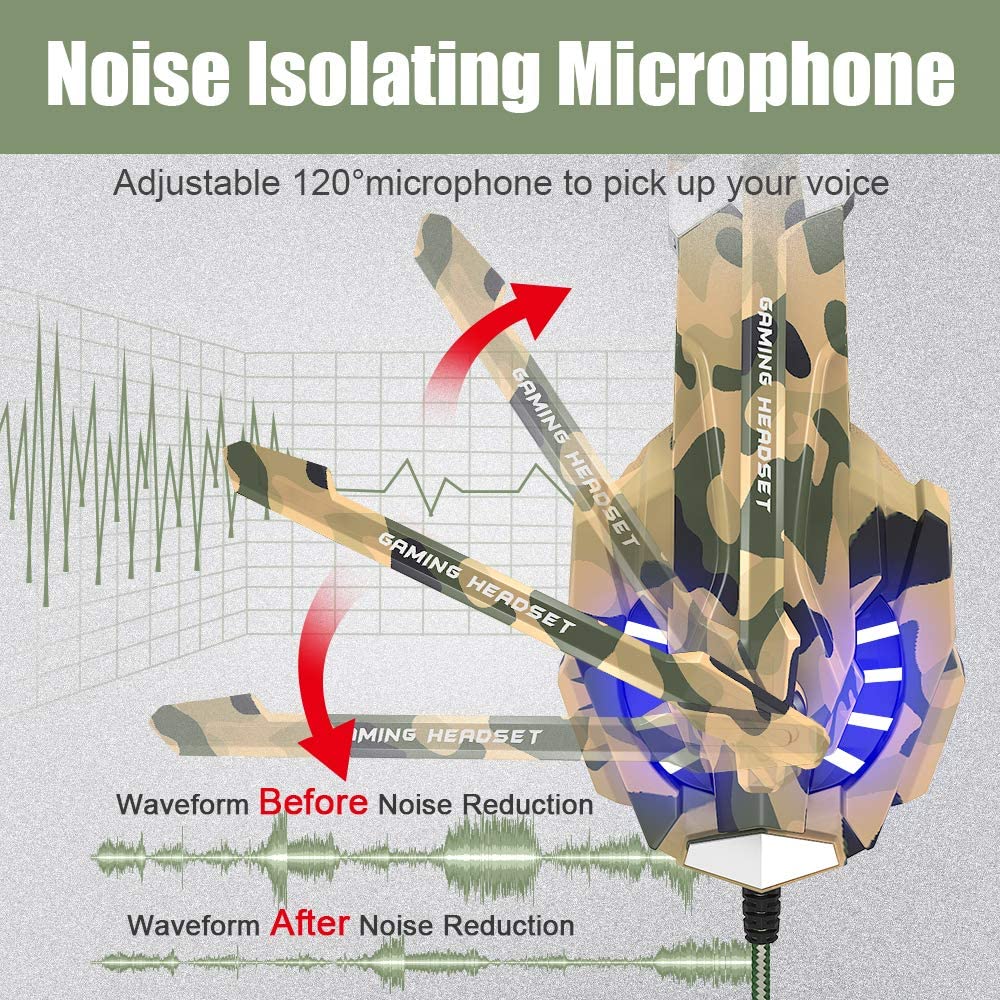 Noise Isolating Microphone
Adjustable 120°microphone to pick up your voice
GAMING HEADSET
GAMING HEADSET
GAMING HEADSET
AMING HEADSET
Waveform Before Noise Reduction
Waveform After Noise Reduction